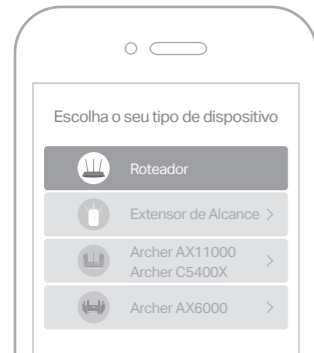 Escolha o seu tipo de dispositivo
Roteador
Extensor de Alcance
Archer AX11000
Archer C5400X
Archer AX6000